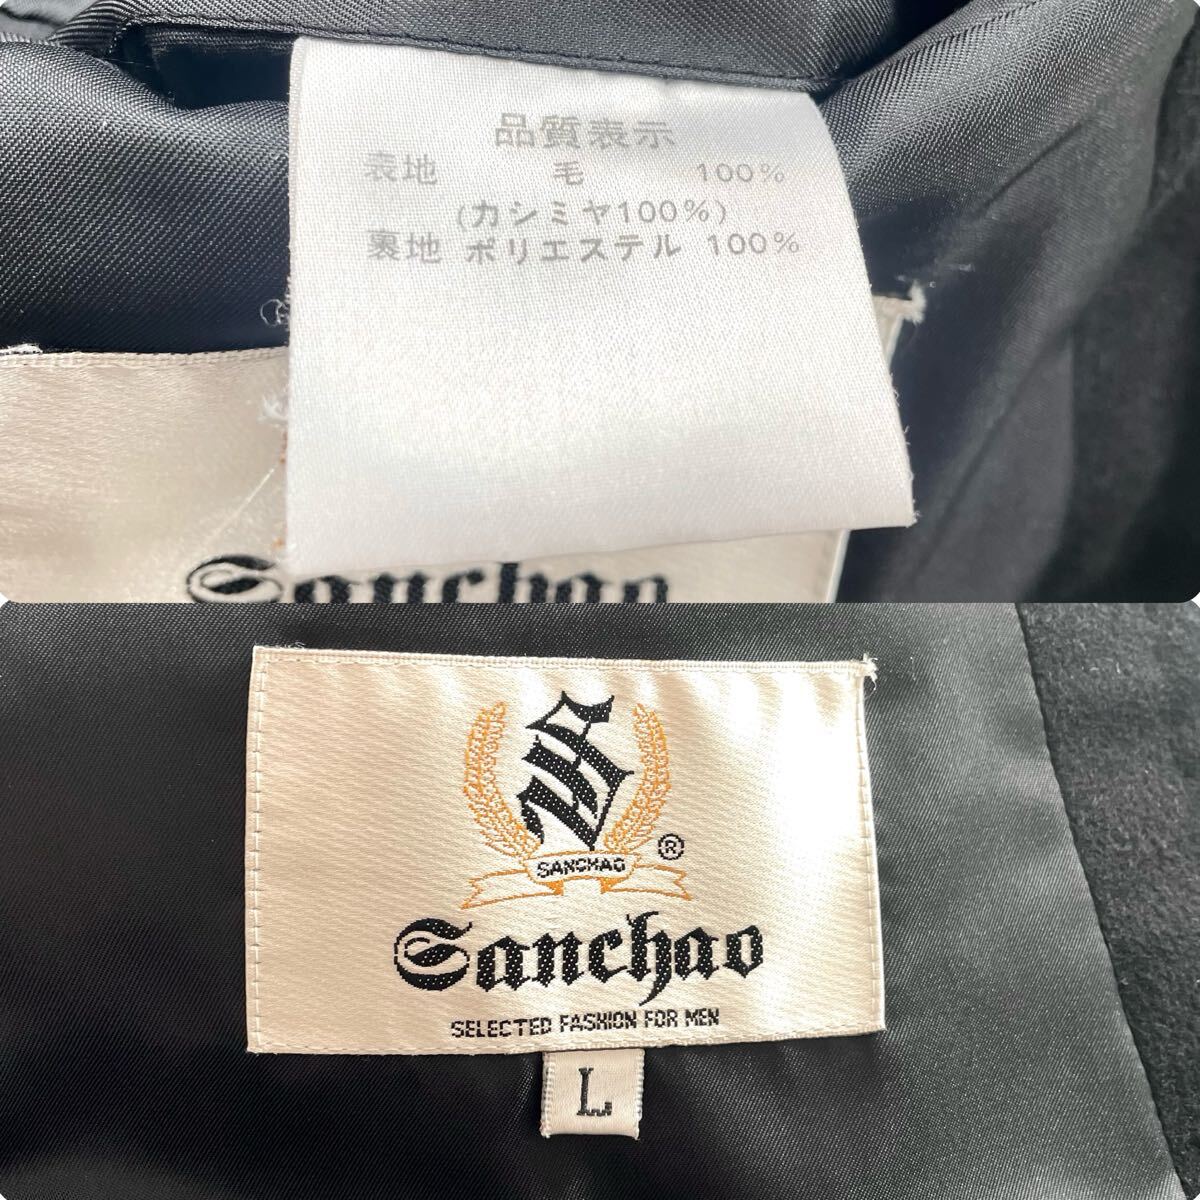 品質表示
表地 毛 100%
(カシミヤ100%)
裏地 ポリエステル 100%
Sanchao
SANCHAO
®
Sanchao
SELECTED FASHION FOR MEN
L